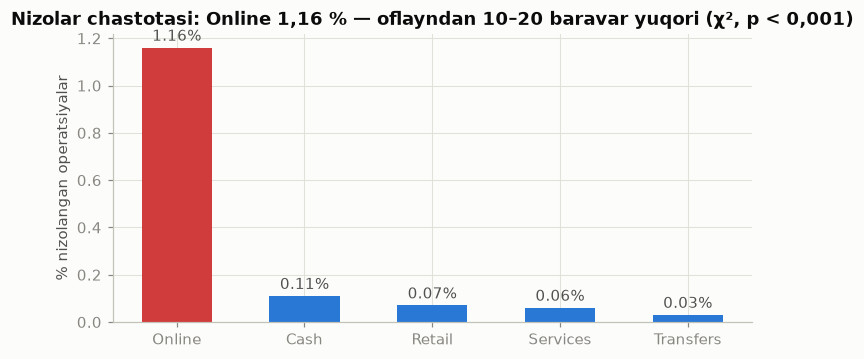 Nizolar chastotasi: Online 1,16 % — oflayndan 10–20 baravar yuqori (χ², p < 0,001)
% nizolangan operatsiyalar
1.2
1.0
0.8
0.6
0.4
0.2
0.0
1.16%
0.11%
0.07%
0.06%
0.03%
Online
Cash
Retail
Services
Transfers